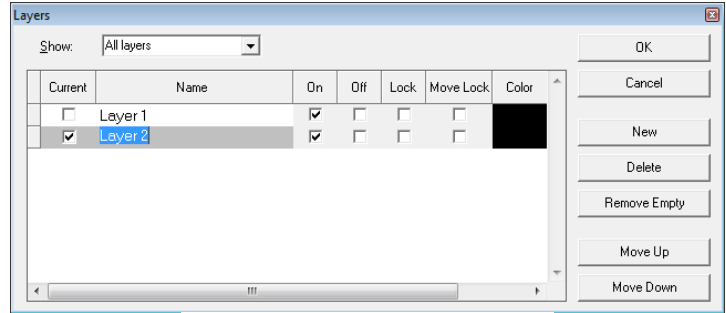 Layers
Show: All layers
OK
Cancel
Current Name On Off Lock Move Lock Color
Layer 1
Layer 2
New
Delete
Remove Empty
Move Up
Move Down